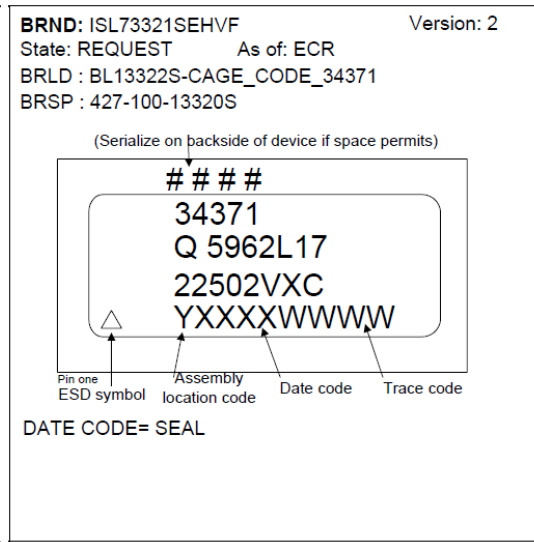 BRND: ISL73321SEHVF Version: 2
State: REQUEST As of: ECR
BRLD : BL13322S-CAGE_CODE_34371
BRSP : 427-100-13320S
(Serialize on backside of device if space permits)
# # # #
34371
Q 5962L17
22502VXC
YXXXXWWWW
Pin one
ESD symbol
Assembly
location code
Date code
Trace code
DATE CODE= SEAL